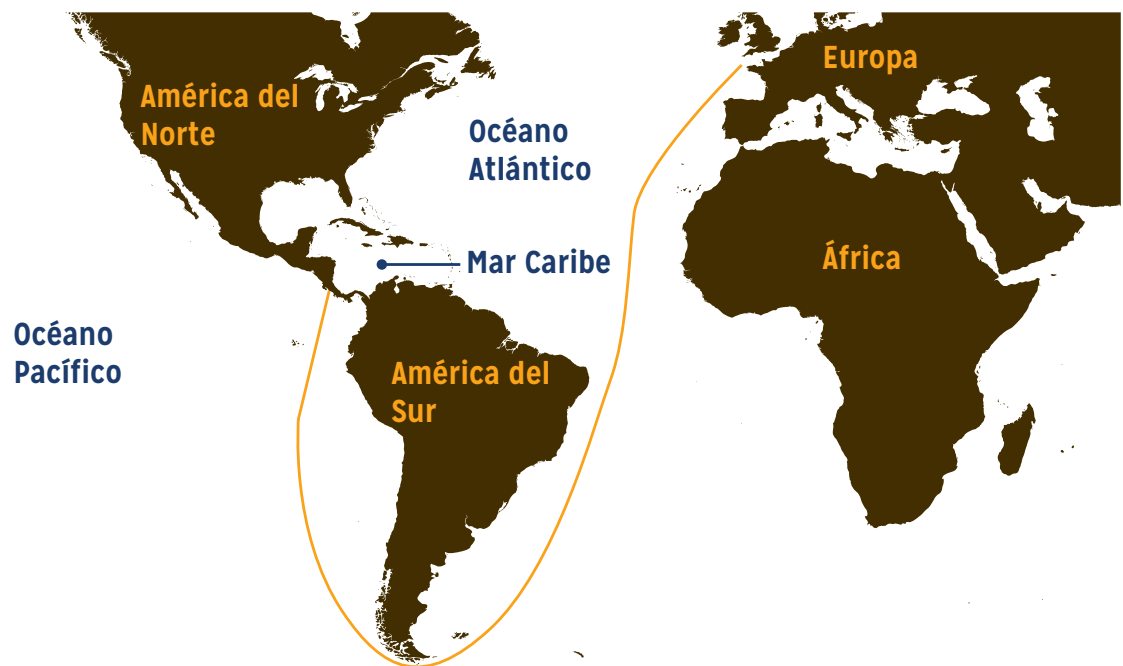 América del
Norte
Océano
Atlántico
Europa
Mar Caribe
África
Océano
Pacífico
América del
Sur